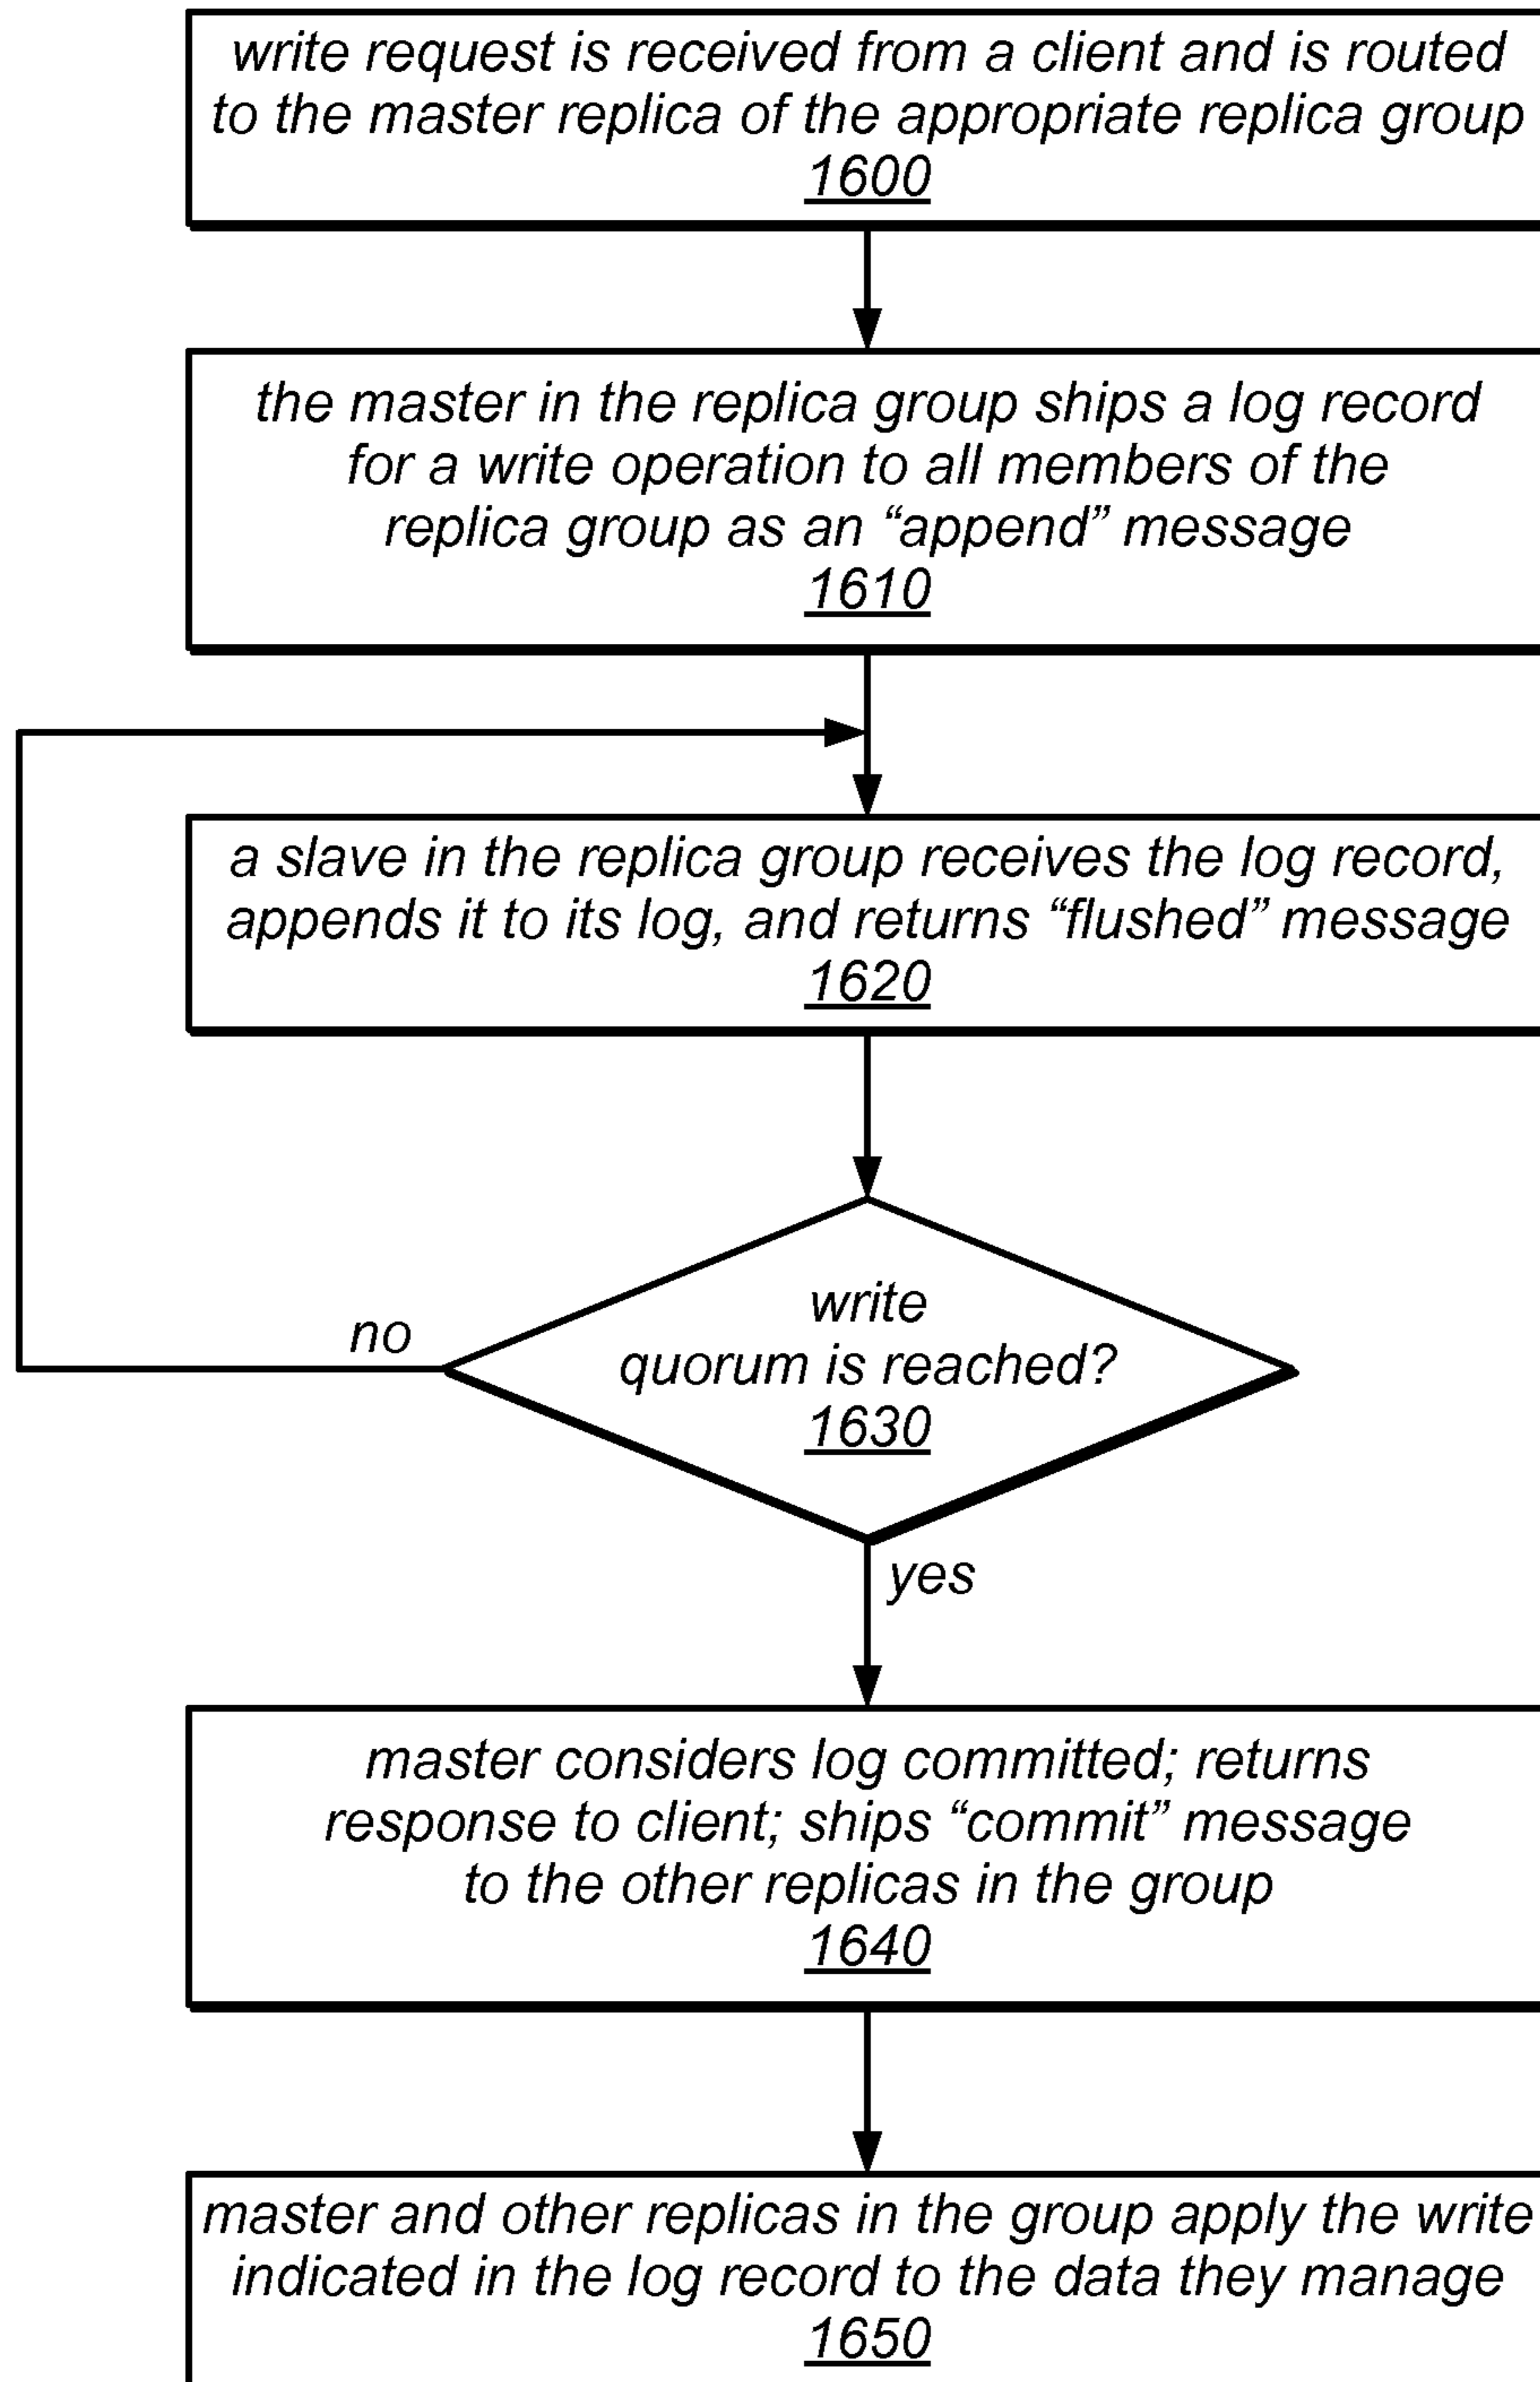 write request is received from a client and is routed
to the master replica of the appropriate replica group
1600
the master in the replica group ships a log record
for a write operation to all members of the
replica group as an “append” message
1610
a slave in the replica group receives the log record,
appends it to its log, and returns “flushed” message
1620
write
quorum is reached?
1630
no
yes
master considers log committed; returns
response to client; ships “commit” message
to the other replicas in the group
1640
master and other replicas in the group apply the write
indicated in the log record to the data they manage
1650